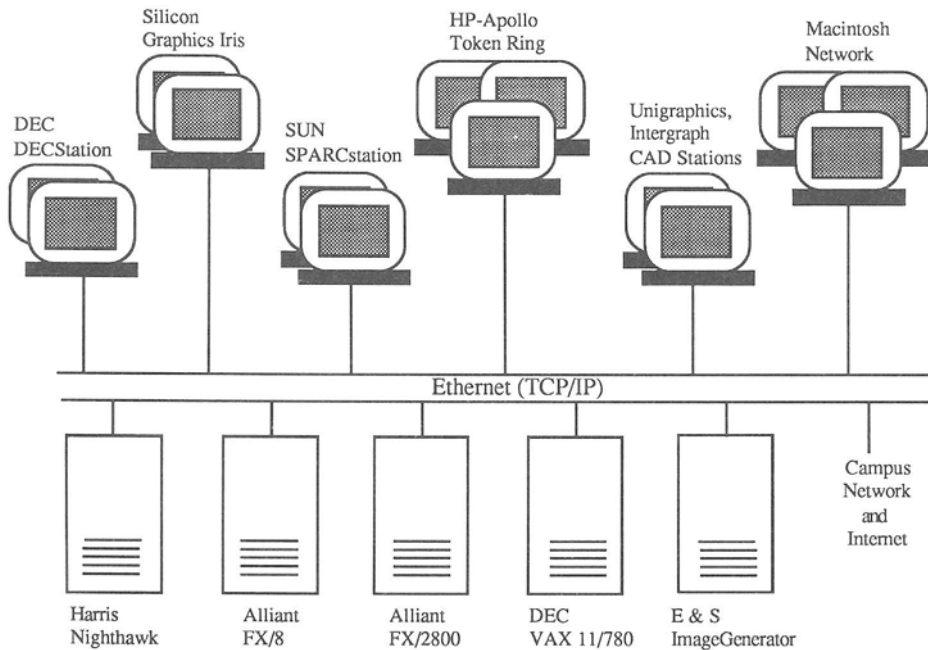 Silicon
Graphics Iris
HP-Apollo
Token Ring
Macintosh
Network
DEC
DECStation
SUN
SPARCstation
Unigraphics,
Intergraph
CAD Stations
Ethernet (TCP/IP)
Campus
Network
and
Internet
Harris
Nighthawk
Alliant
FX/8
Alliant
FX/2800
DEC
VAX 11/780
E & S
ImageGenerator